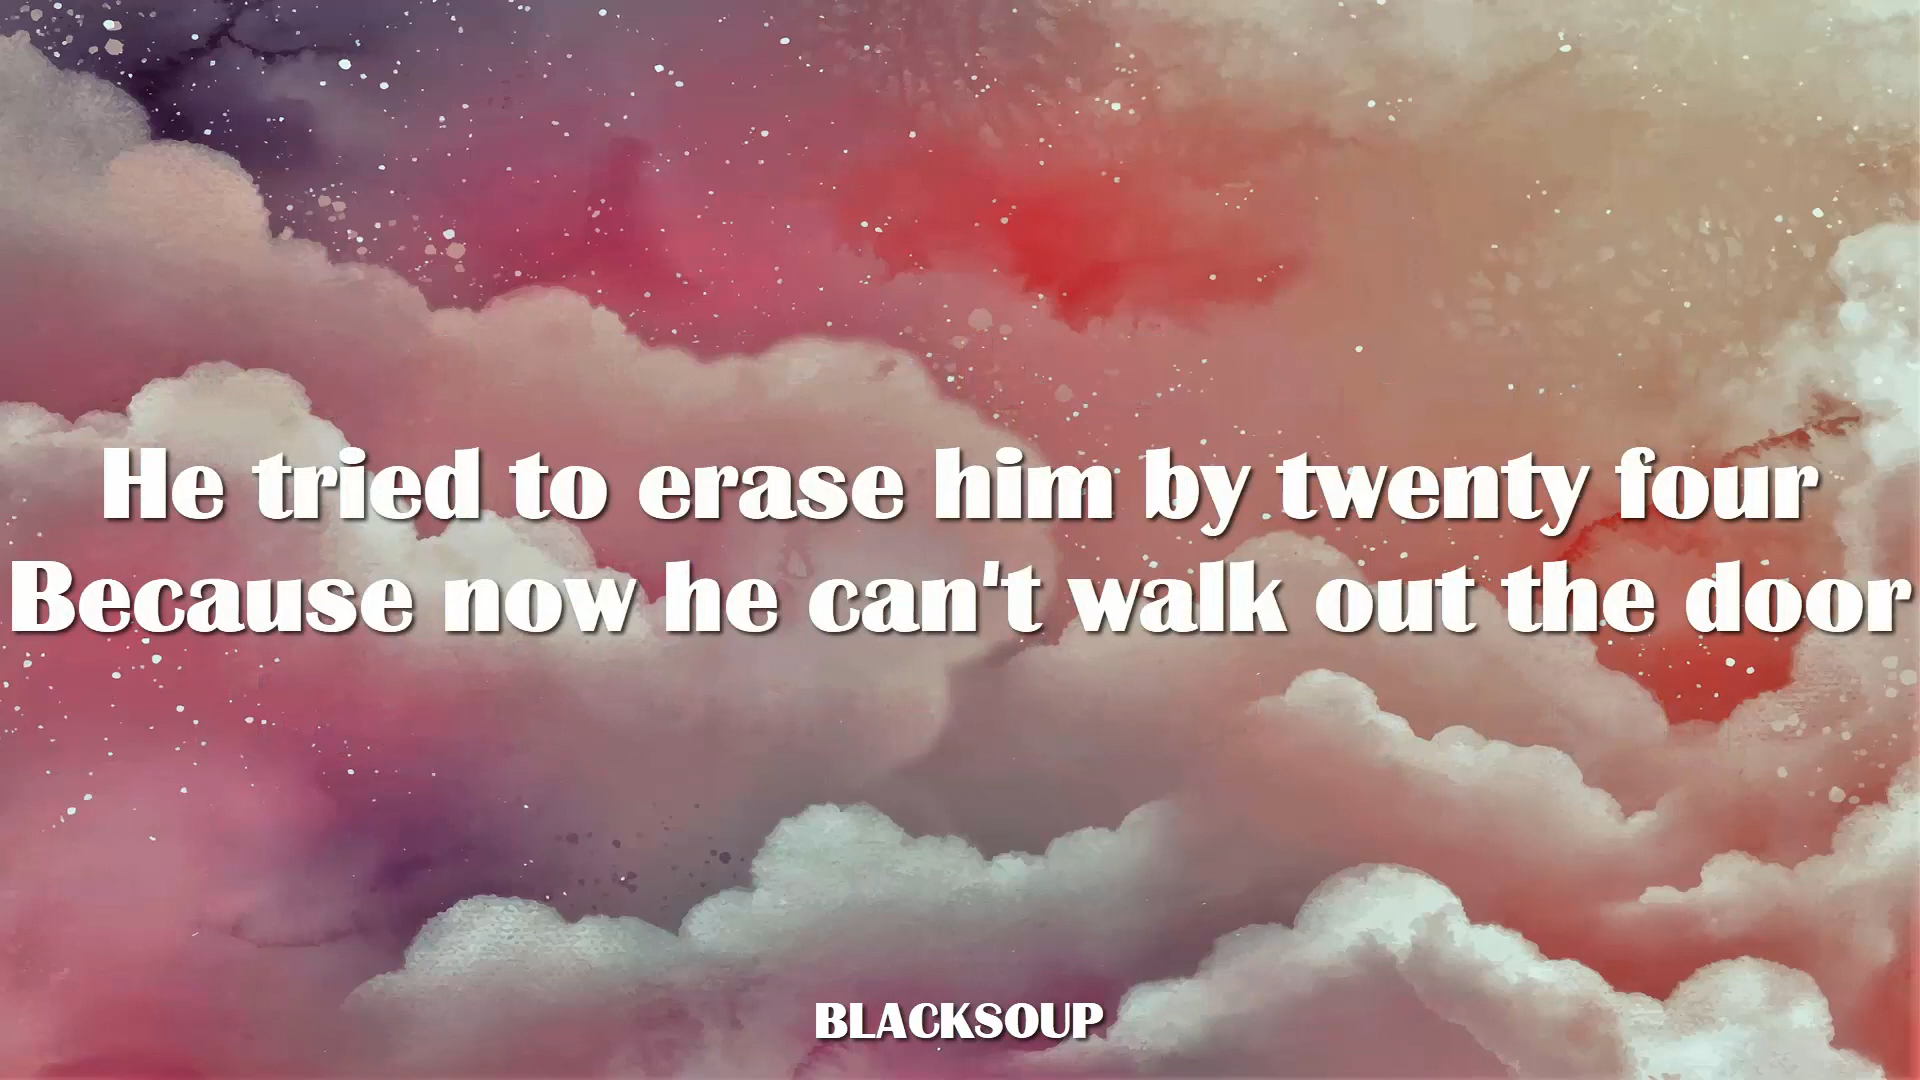 He tried to erase him by twenty four
Because now he can't walk out the door
BLACKSOUP